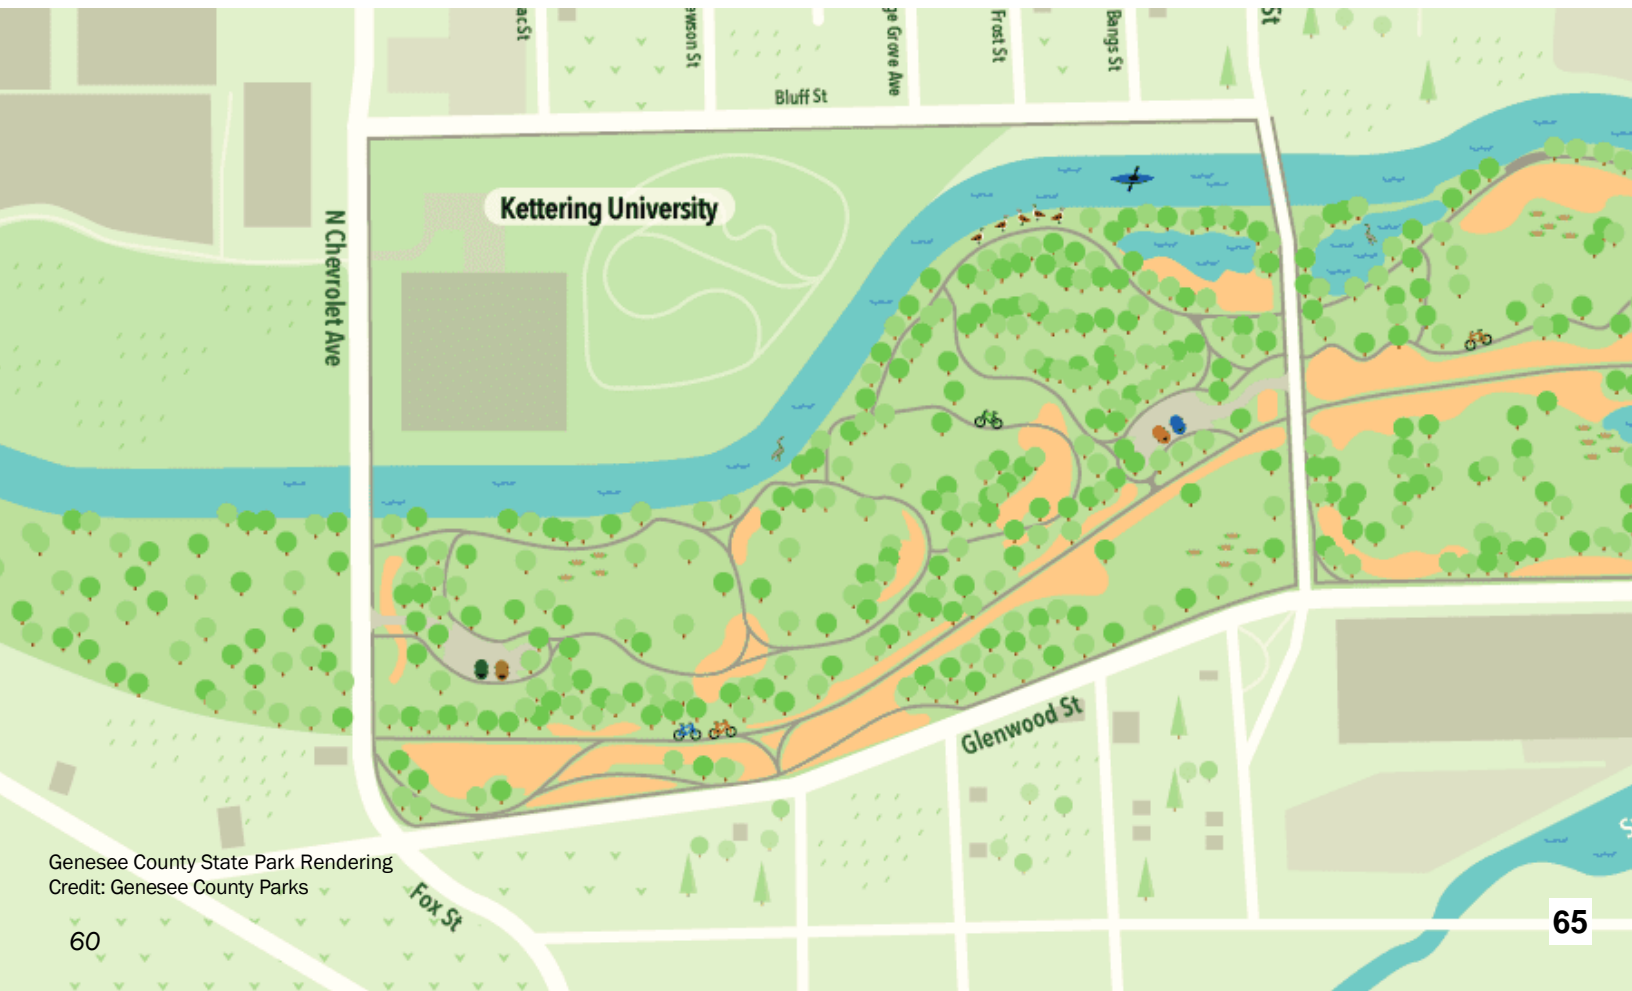 St
Frost St
Bangs St
Bluff St
Kettering University
N Chevrolet Ave
Glenwood St
Genesee County State Park Rendering
Credit: Genesee County Parks
Fox St
60
65